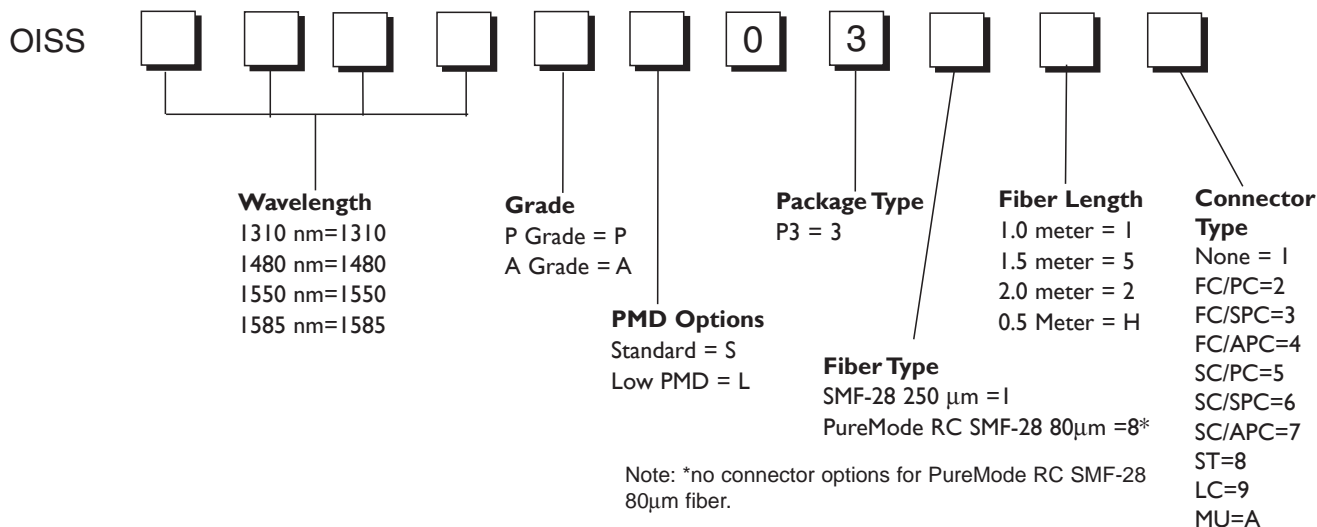 OISS 0 3
Wavelength
1310 nm=1310
1480 nm=1480
1550 nm=1550
1585 nm=1585
Grade
P Grade = P
A Grade = A
PMD Options
Standard = S
Low PMD = L
Package Type
P3 = 3
Fiber Type
SMF-28 250 μm =1
PureMode RC SMF-28 80μm =8*
Fiber Length
1.0 meter = 1
1.5 meter = 5
2.0 meter = 2
0.5 Meter = H
Connector
Type
None = 1
FC/PC=2
FC/SPC=3
FC/APC=4
SC/PC=5
SC/SPC=6
SC/APC=7
ST=8
LC=9
MU=A
Note: *no connector options for PureMode RC SMF-28
80μm fiber.